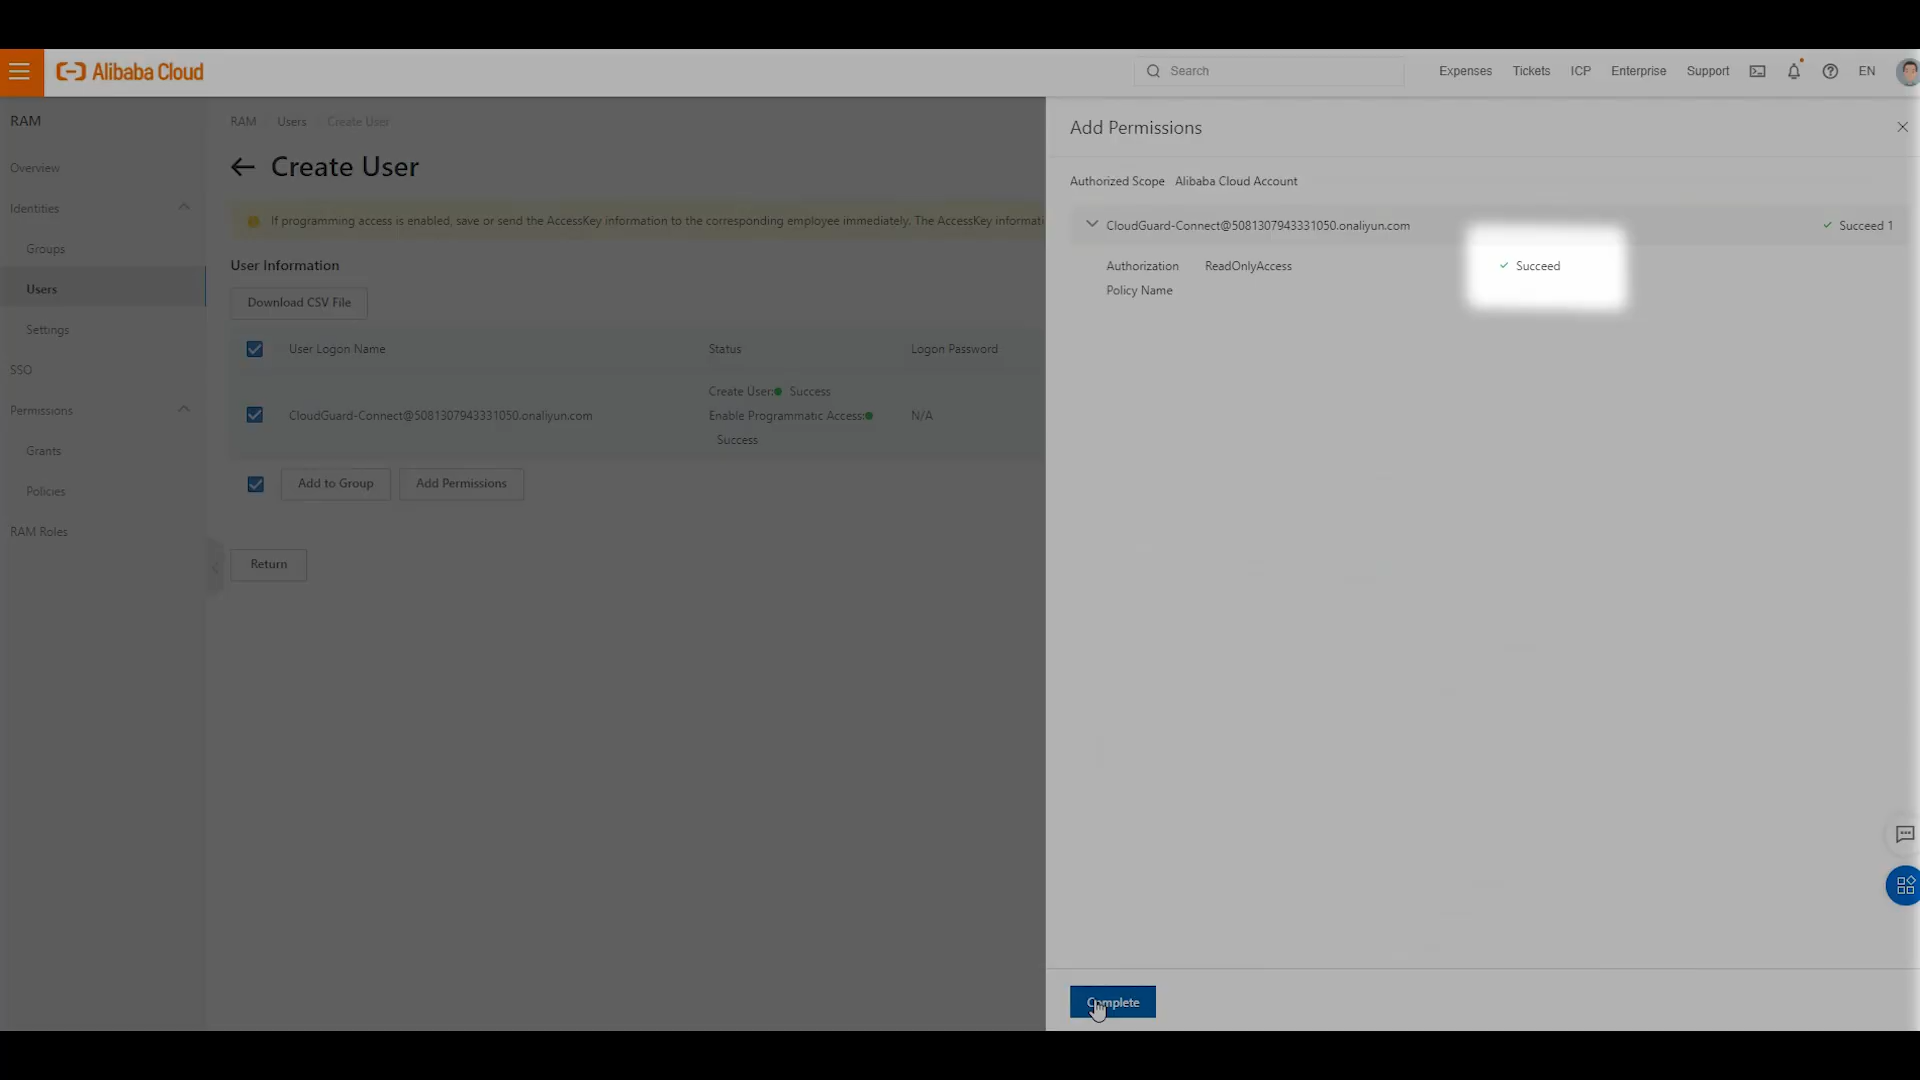 Alibaba Cloud
Search
Expenses
Tickets
ICP
Enterprise
Support
EN
RAM
Overview
Identities
Groups
Users
Settings
SSO
Permissions
Grants
Policies
RAM Roles
RAM
Users
Create User
Create User
If programming access is enabled, save or send the AccessKey information to the corresponding employee immediately. The AccessKey informati
User Information
Download CSV File
User Logon Name
Status
Logon Password
CloudGuard-Connect@5081307943331050.onaliyun.com
Create User: Success
Enable Programmatic Access:
Success
N/A
Add to Group
Add Permissions
Return
Add Permissions
Authorized Scope Alibaba Cloud Account
CloudGuard-Connect@5081307943331050.onaliyun.com
Succeed 1
Authorization
Policy Name
ReadOnlyAccess
Succeed
Complete